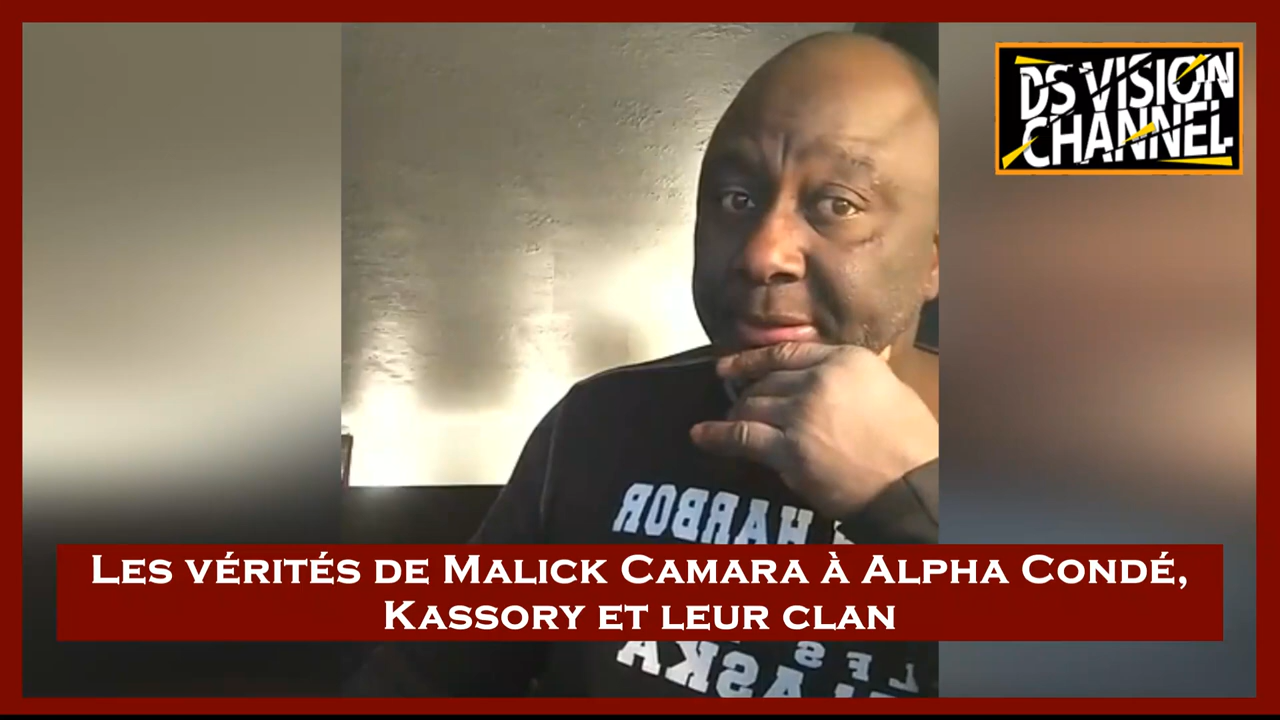 DS VISION
CHANNEL
HARBOR
Les vérités de Malick Camara à Alpha Condé,
Kassory et leur clan